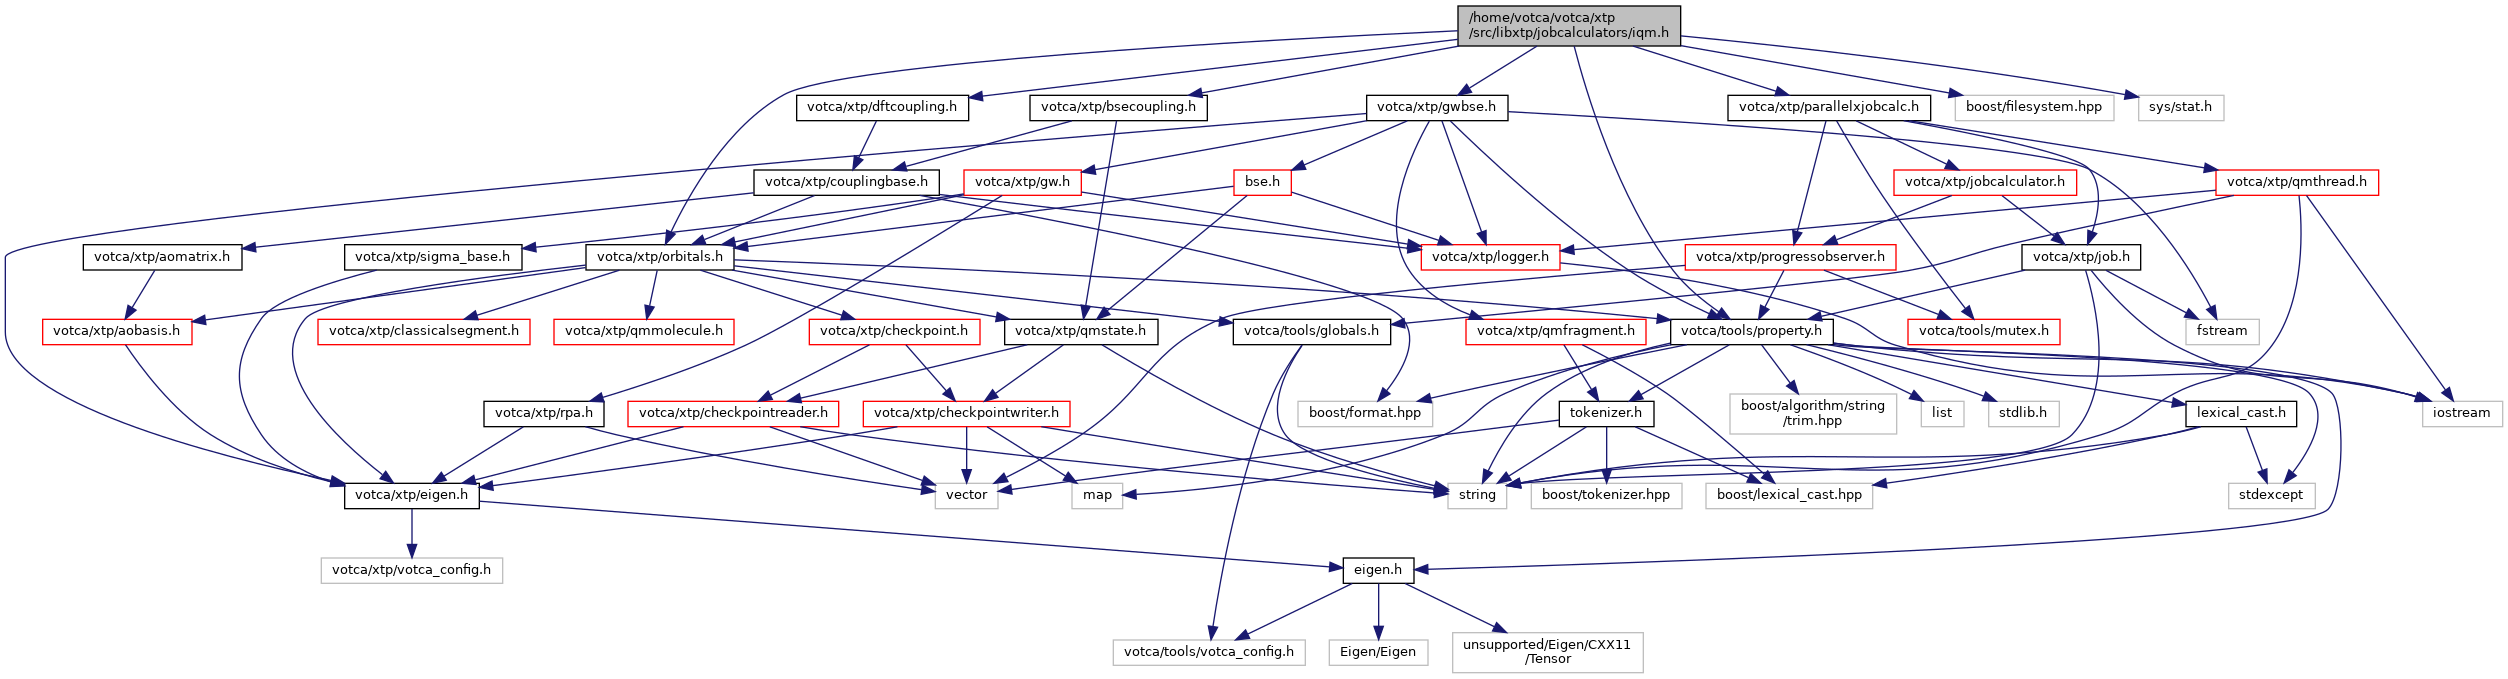 /home/votca/votca/xtp
/src/libxtp/jobcalculators/iqm.h
votca/xtp/dftcoupling.h
votca/xtp/bsecoupling.h
votca/xtp/gwbse.h
votca/xtp/parallelxjobcalc.h
boost/filesystem.hpp
sys/stat.h
votca/xtp/couplingbase.h
votca/xtp/gw.h
bse.h
votca/xtp/jobcalculator.h
votca/xtp/qmthread.h
votca/xtp/aomatrix.h
votca/xtp/sigma_base.h
votca/xtp/orbitals.h
votca/xtp/logger.h
votca/xtp/progressobserver.h
votca/xtp/job.h
votca/xtp/aobasis.h
votca/xtp/classicalsegment.h
votca/xtp/qmmolecule.h
votca/xtp/checkpoint.h
votca/xtp/qmstate.h
votca/tools/globals.h
votca/xtp/qmfragment.h
votca/tools/property.h
votca/tools/mutex.h
fstream
votca/xtp/rpa.h
votca/xtp/checkpointreader.h
votca/xtp/checkpointwriter.h
boost/format.hpp
tokenizer.h
boost/algorithm/string
/trim.hpp
list
stdlib.h
lexical_cast.h
iostream
votca/xtp/eigen.h
vector
map
string
boost/tokenizer.hpp
boost/lexical_cast.hpp
stdexcept
votca/xtp/votca_config.h
eigen.h
votca/tools/votca_config.h
Eigen/Eigen
unsupported/Eigen/CXX11
/Tensor